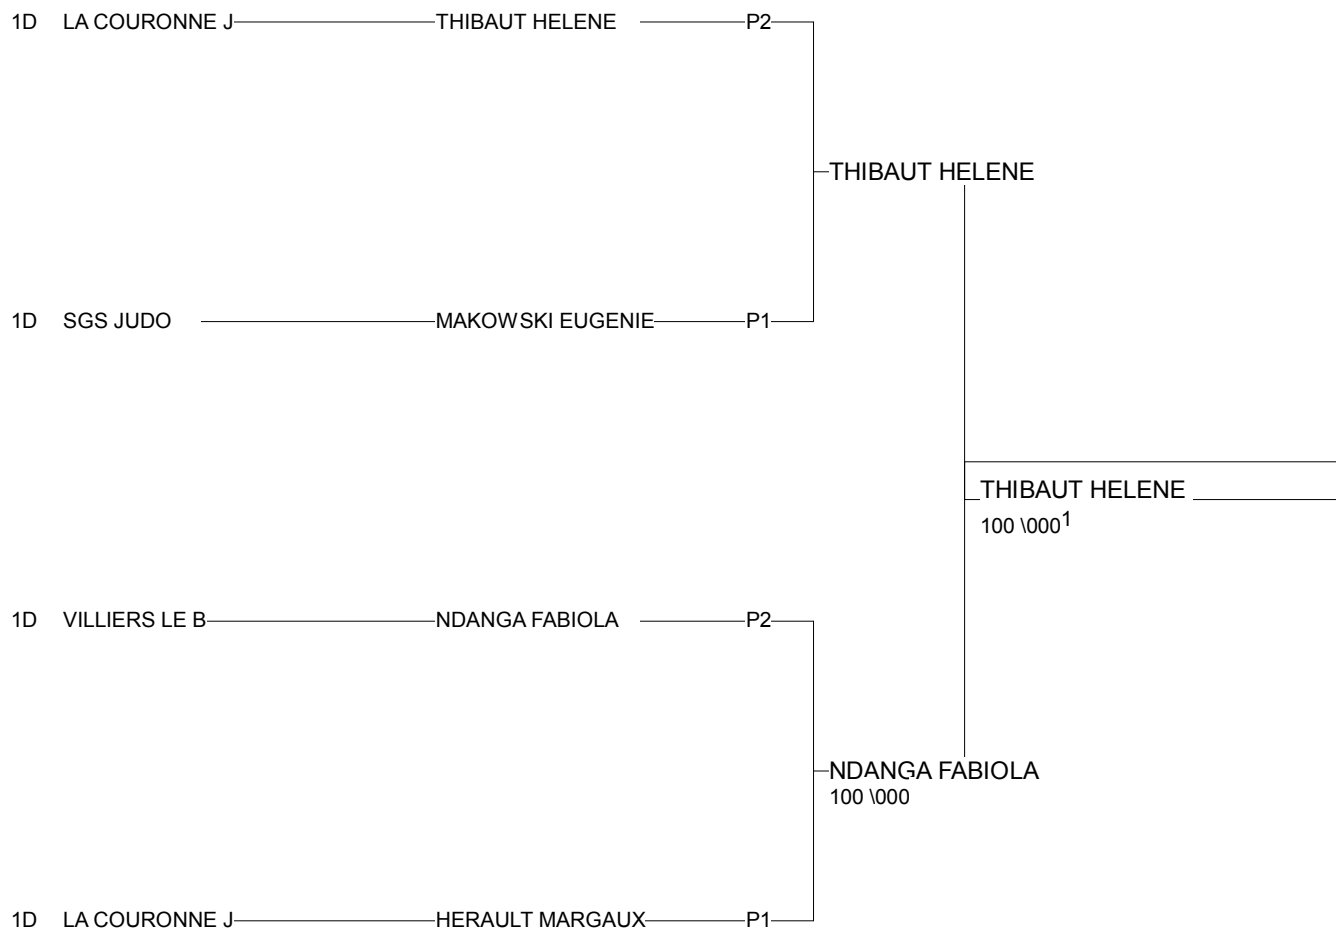 1D LA COURONNE J THIBAUT HELENE P2
THIBAUT HELENE
1D SGS JUDO MAKOWSKI EUGENIE P1
THIBAUT HELENE
100 \000 1
1D VILLIERS LE B NDANGA FABIOLA P2
NDANGA FABIOLA
100 \000
1D LA COURONNE J HERAULT MARGAUX P1